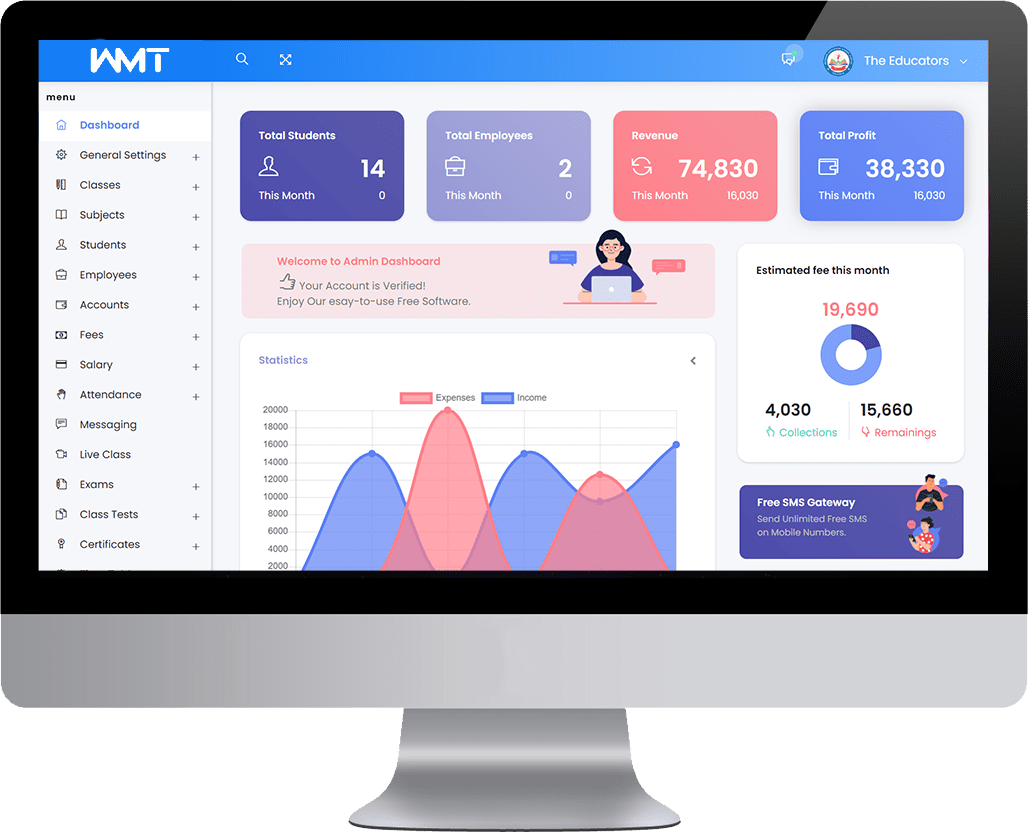 WMT
The Educators
menu
Dashboard
General Settings +
Classes +
Subjects +
Students +
Employees +
Accounts +
Fees +
Salary +
Attendance +
Messaging
Live Class
Exams +
Class Tests +
Certificates +
Total Students
14
This Month 0
Total Employees
2
This Month 0
Revenue
74,830
This Month 16,030
Total Profit
38,330
This Month 16,030
Welcome to Admin Dashboard
Your Account is Verified!
Enjoy Our esay-to-use Free Software.
Statistics
Expenses Income
20000
18000
16000
14000
12000
10000
8000
6000
4000
2000
Estimated fee this month
19,690
4,030 15,660
Collections Remainings
Free SMS Gateway
Send Unlimited Free SMS
on Mobile Numbers.